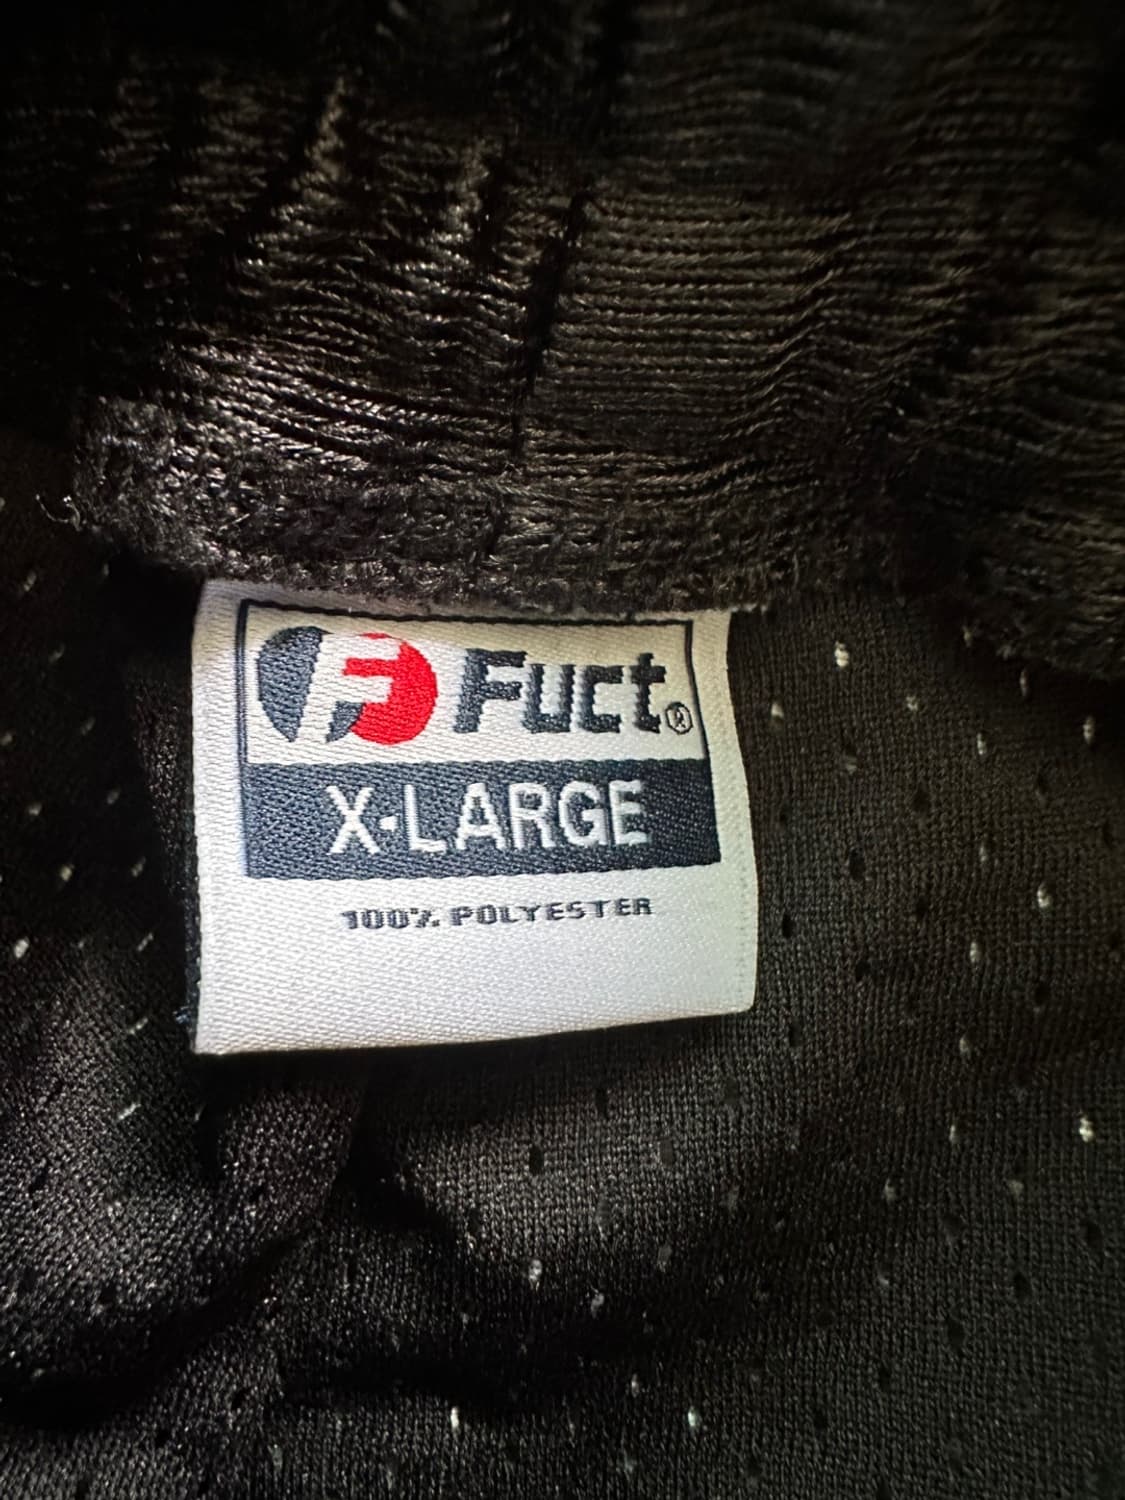 F Fuct®
X·LARGE
100% POLYESTER